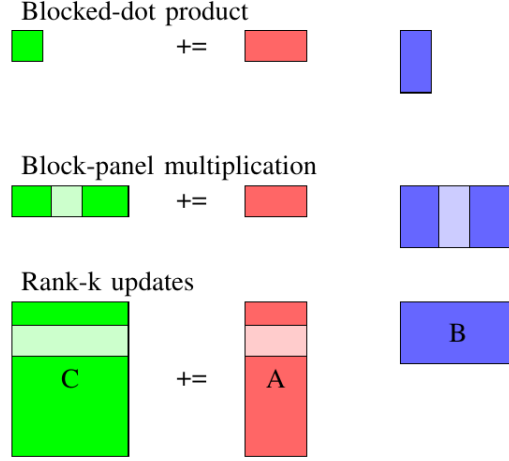 Blocked-dot product
+=
Block-panel multiplication
+=
Rank-k updates
B
C += A